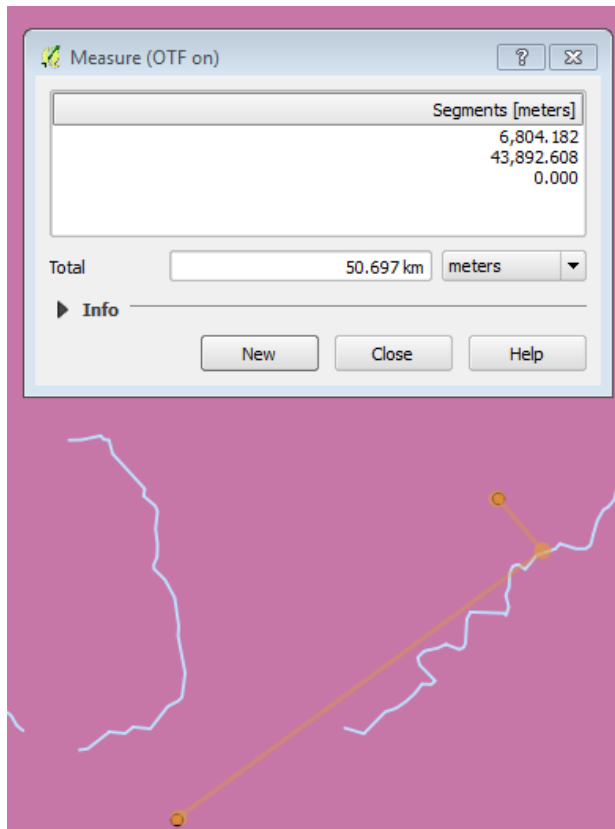 Measure (OTF on)
?
Segments [meters]
6,804.182
43,892.608
0.000
Total 50.697 km meters
Info
New Close Help